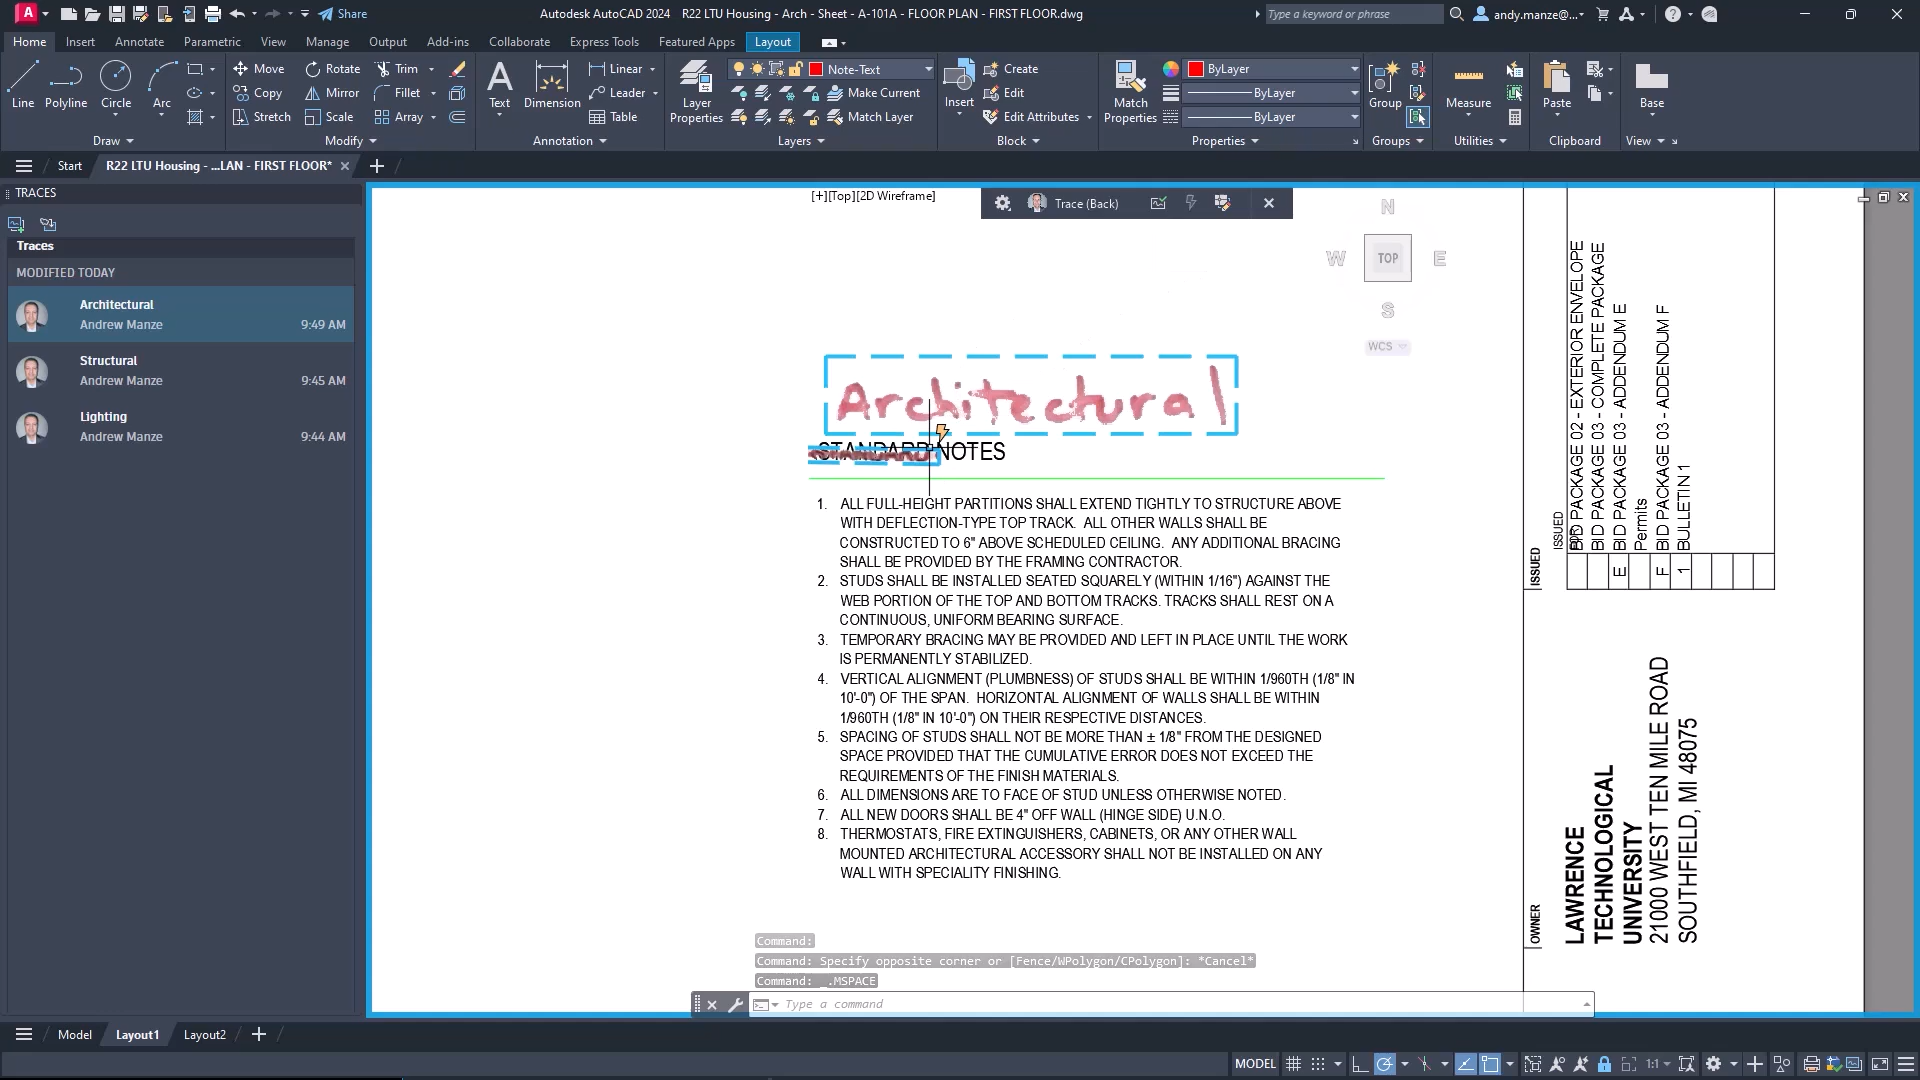 Share
Autodesk AutoCAD 2024 R22 LTU Housing - Arch - Sheet - A-101A - FLOOR PLAN - FIRST FLOOR.dwg
Type a keyword or phrase
andy.manze@...
Home Insert Annotate Parametric View Manage Output Add-ins Collaborate Express Tools Featured Apps Layout
Line
Polyline
Circle
Arc
Draw
Move
Rotate
Trim
Copy
Mirror
Fillet
Stretch
Scale
Array
Modify
Text
Dimension
Linear
Leader
Table
Annotation
Layer
Properties
Note-Text
Make Current
Match Layer
Layers
Insert
Create
Edit
Edit Attributes
Block
Match
Properties
ByLayer
ByLayer
ByLayer
Properties
Group
Groups
Measure
Utilities
Paste
Clipboard
Base
View
Start
R22 LTU Housing - ...LAN - FIRST FLOOR*
TRACES
Traces
MODIFIED TODAY
Architectural
Andrew Manze 9:49 AM
Structural
Andrew Manze 9:45 AM
Lighting
Andrew Manze 9:44 AM
[+][Top][2D Wireframe]
Trace (Back)
N
W TOP E
S
WCS
Architectural
STANDARD NOTES
1. ALL FULL-HEIGHT PARTITIONS SHALL EXTEND TIGHTLY TO STRUCTURE ABOVE
WITH DEFLECTION-TYPE TOP TRACK. ALL OTHER WALLS SHALL BE
CONSTRUCTED TO 6" ABOVE SCHEDULED CEILING. ANY ADDITIONAL BRACING
SHALL BE PROVIDED BY THE FRAMING CONTRACTOR.
2. STUDS SHALL BE INSTALLED SEATED SQUARELY (WITHIN 1/16") AGAINST THE
WEB PORTION OF THE TOP AND BOTTOM TRACKS. TRACKS SHALL REST ON A
CONTINUOUS, UNIFORM BEARING SURFACE.
3. TEMPORARY BRACING MAY BE PROVIDED AND LEFT IN PLACE UNTIL THE WORK
IS PERMANENTLY STABILIZED.
4. VERTICAL ALIGNMENT (PLUMBNESS) OF STUDS SHALL BE WITHIN 1/960TH (1/8" IN
10'-0") OF THE SPAN. HORIZONTAL ALIGNMENT OF WALLS SHALL BE WITHIN
1/960TH (1/8" IN 10'-0") ON THEIR RESPECTIVE DISTANCES.
5. SPACING OF STUDS SHALL NOT BE MORE THAN ± 1/8" FROM THE DESIGNED
SPACE PROVIDED THAT THE CUMULATIVE ERROR DOES NOT EXCEED THE
REQUIREMENTS OF THE FINISH MATERIALS.
6. ALL DIMENSIONS ARE TO FACE OF STUD UNLESS OTHERWISE NOTED.
7. ALL NEW DOORS SHALL BE 4" OFF WALL (HINGE SIDE) U.N.O.
8. THERMOSTATS, FIRE EXTINGUISHERS, CABINETS, OR ANY OTHER WALL
MOUNTED ARCHITECTURAL ACCESSORY SHALL NOT BE INSTALLED ON ANY
WALL WITH SPECIALITY FINISHING.
ISSUED
ISSUED
FOR
BID PACKAGE 02 - EXTERIOR ENVELOPE
BID PACKAGE 03 - COMPLETE PACKAGE
E BID PACKAGE 03 - ADDENDUM E
Permits
F BID PACKAGE 03 - ADDENDUM F
1 BULLETIN 1
OWNER
LAWRENCE
TECHNOLOGICAL
UNIVERSITY
21000 WEST TEN MILE ROAD
SOUTHFIELD, MI 48075
Command:
Command: Specify opposite corner or [Fence/WPolygon/CPolygon]: *Cancel*
Command: _.MSPACE
Type a command
Model Layout1 Layout2
MODEL
1:1